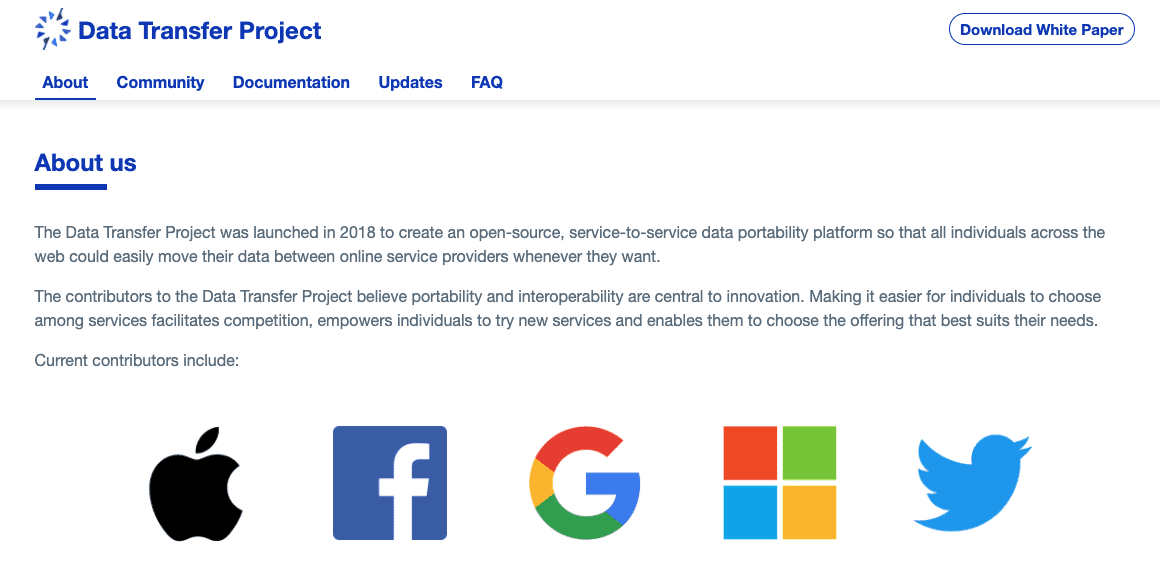 Data Transfer Project
Download White Paper
About Community Documentation Updates FAQ
About us
The Data Transfer Project was launched in 2018 to create an open-source, service-to-service data portability platform so that all individuals across the
web could easily move their data between online service providers whenever they want.
The contributors to the Data Transfer Project believe portability and interoperability are central to innovation. Making it easier for individuals to choose
among services facilitates competition, empowers individuals to try new services and enables them to choose the offering that best suits their needs.
Current contributors include: